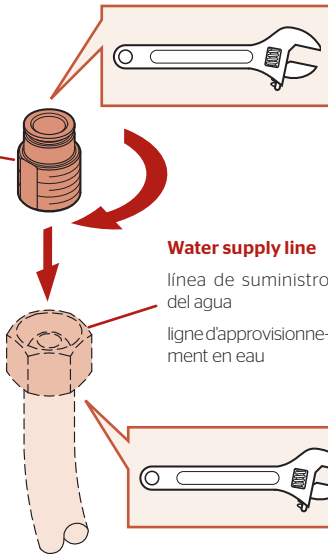 Water supply line
línea de suministro
del agua
ligne d'approvisionne-
ment en eau